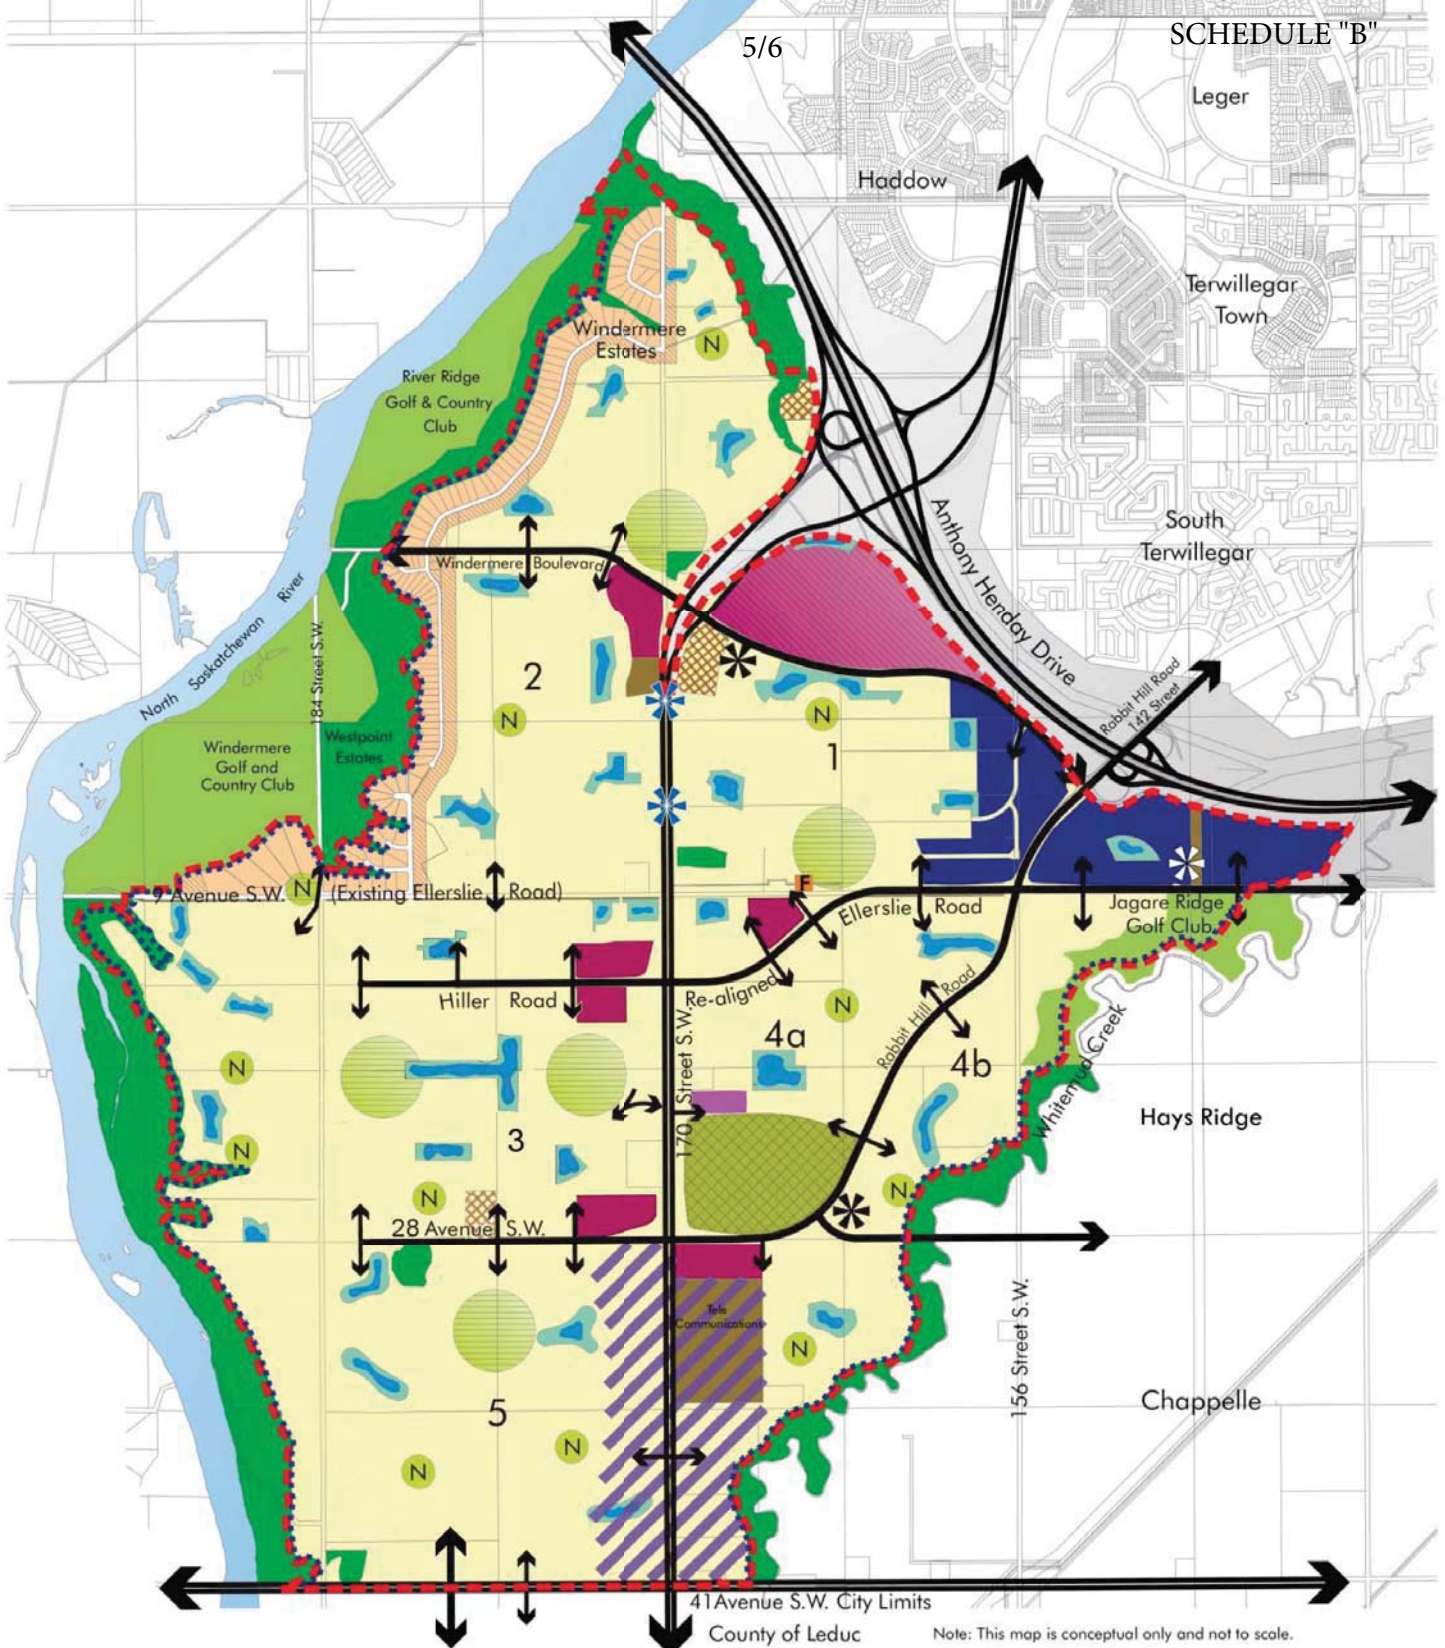 5/6
SCHEDULE "B"
Leger
Haddow
Terwillegar
Town
Windermere
Estates
N
River Ridge
Golf & Country
Club
Anthony Henday Drive
South
Terwillegar
Windermere Boulevard
North Saskatchewan River
184 Street S.W.
2
N
Rabbit Hill Road
142 Street
N
1
Westpoint
Estates
Windermere
Golf and
Country Club
F
N
9 Avenue S.W.
(Existing Ellerslie Road)
Ellerslie Road
Jagare Ridge
Golf Club
Hiller Road
Re-aligned
170 Street S.W.
N
4a
Rabbit Hill Road
4b
Whitemud Creek
N
Hays Ridge
3
N
N
N
28 Avenue S.W.
Tele
Communications
N
156 Street S.W.
5
Chappelle
N
N
41 Avenue S.W. City Limits
County of Leduc
Note: This map is conceptual only and not to scale.